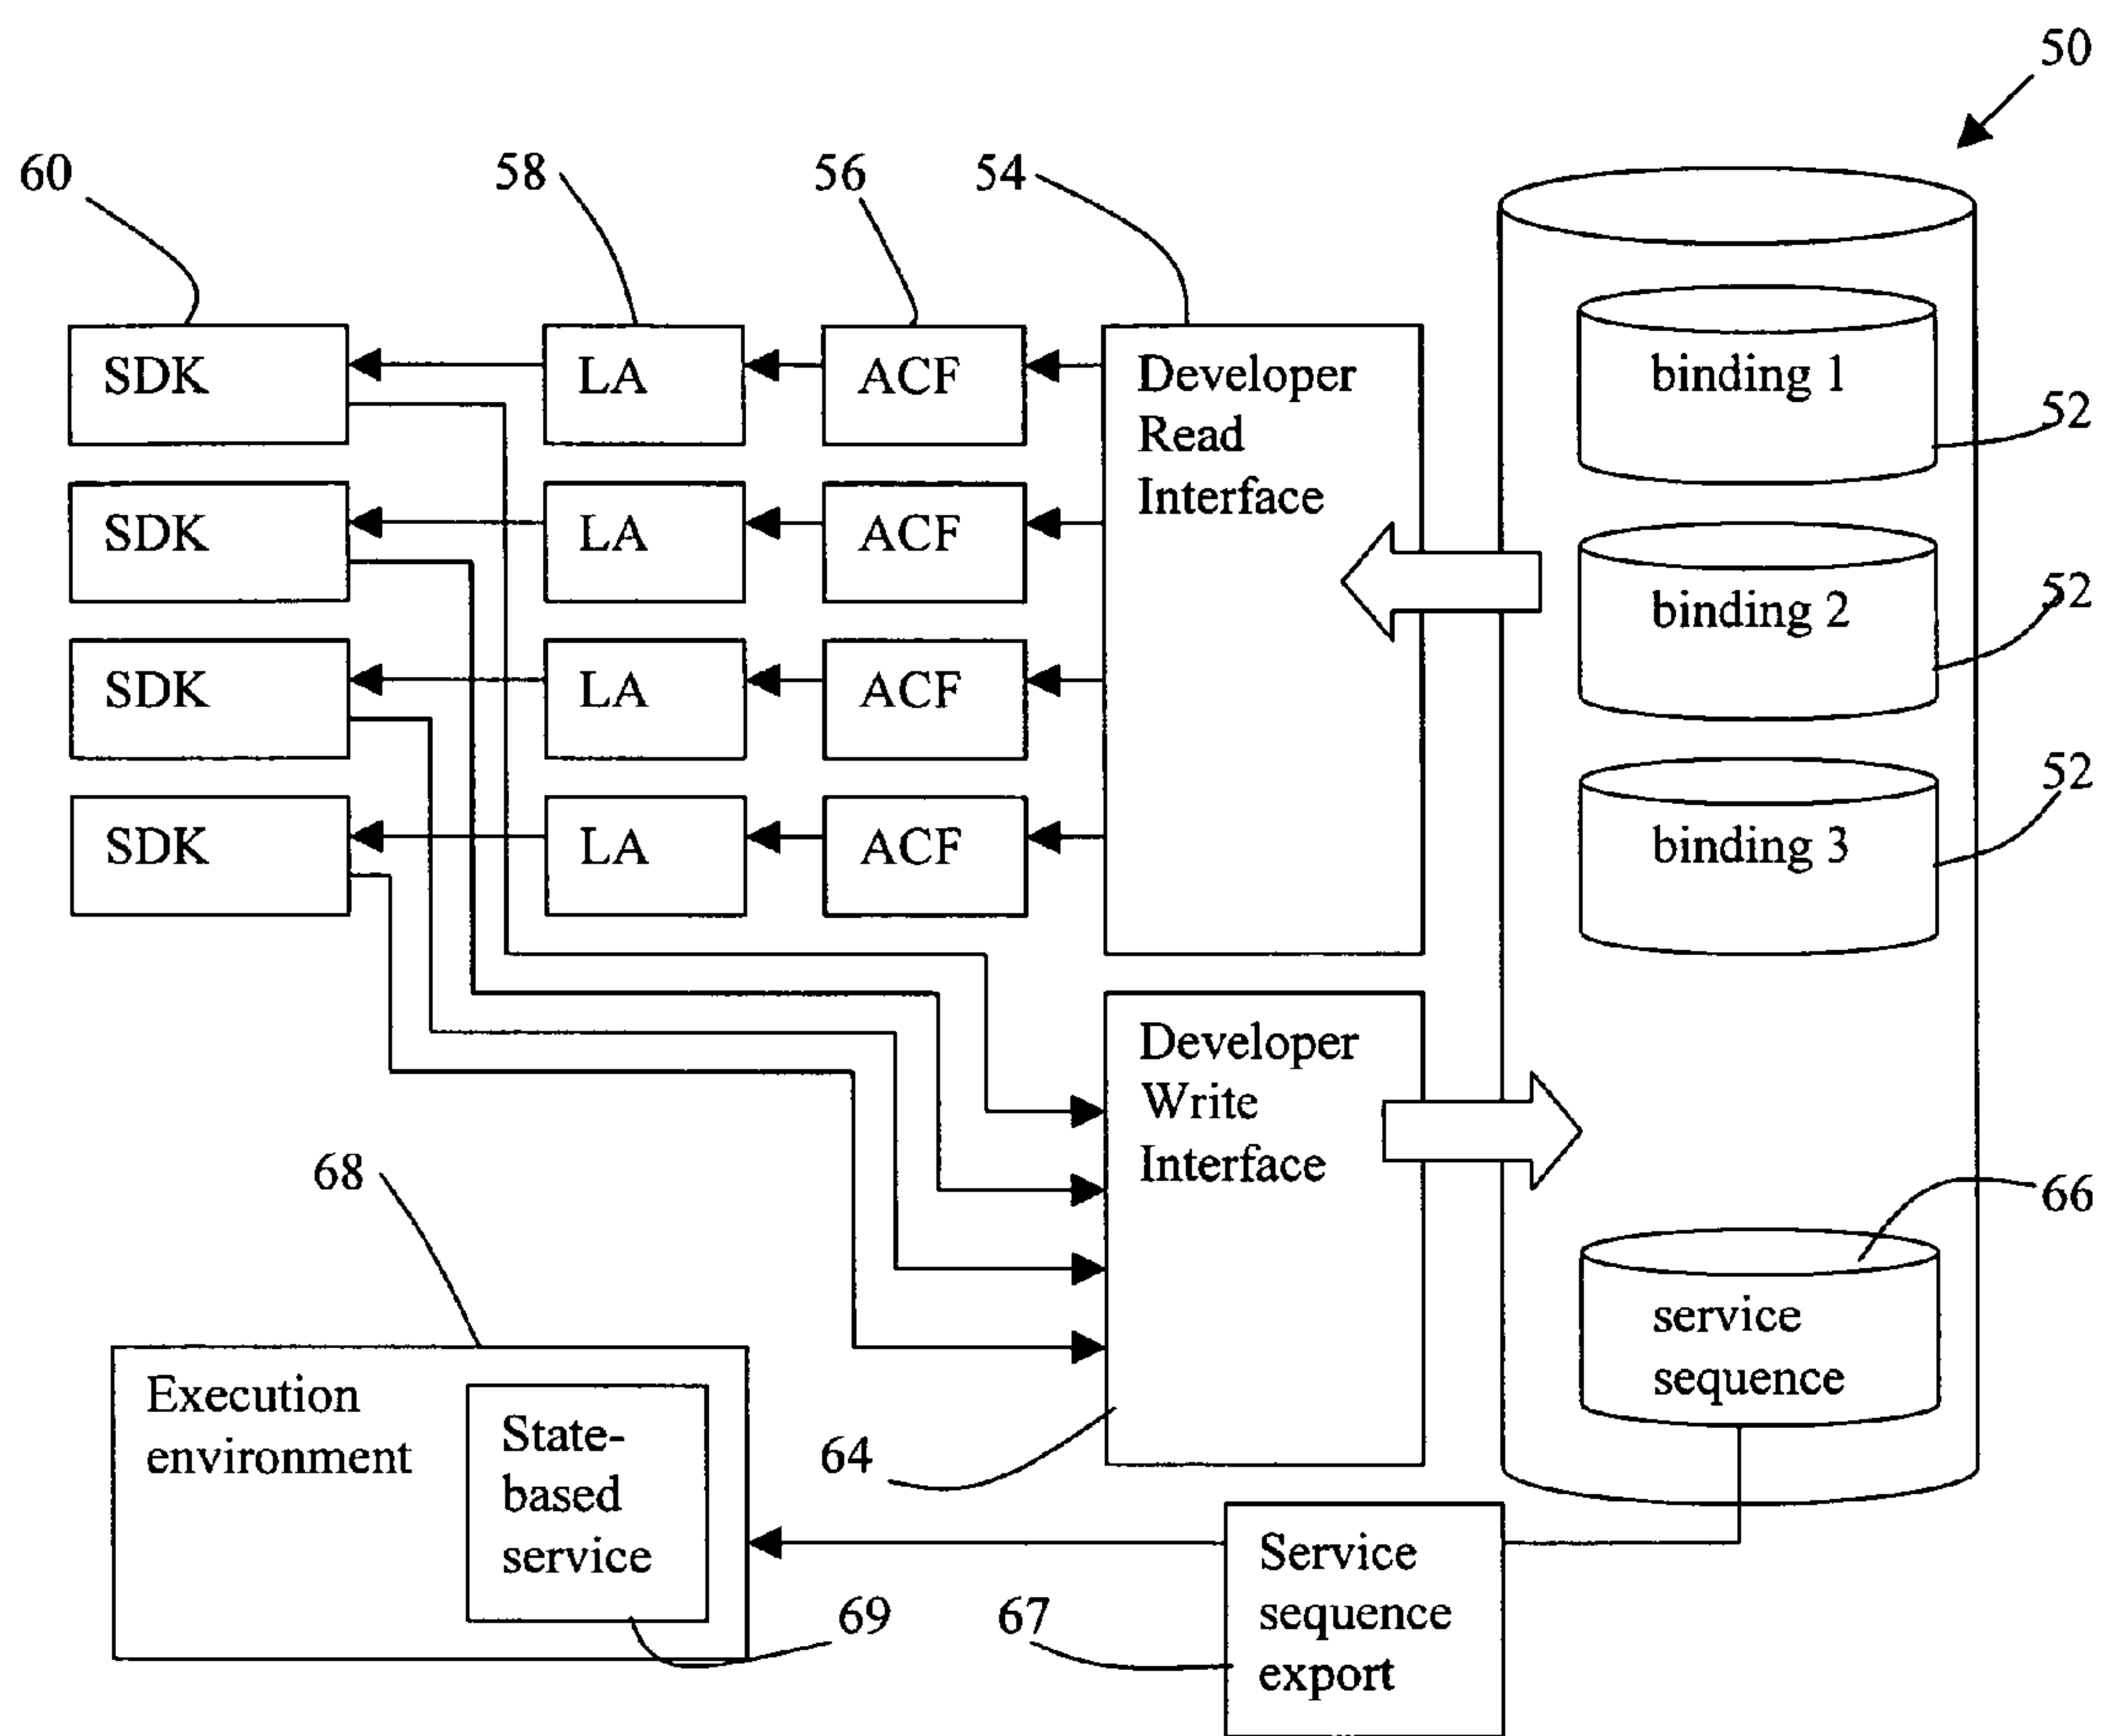 50
60
58
56
54
SDK
LA
ACF
Developer
Read
Interface
binding 1
52
SDK
LA
ACF
binding 2
52
SDK
LA
ACF
binding 3
52
SDK
LA
ACF
Developer
Write
Interface
68
66
service
sequence
Execution
environment
State-
based
service
64
69
67
Service
sequence
export